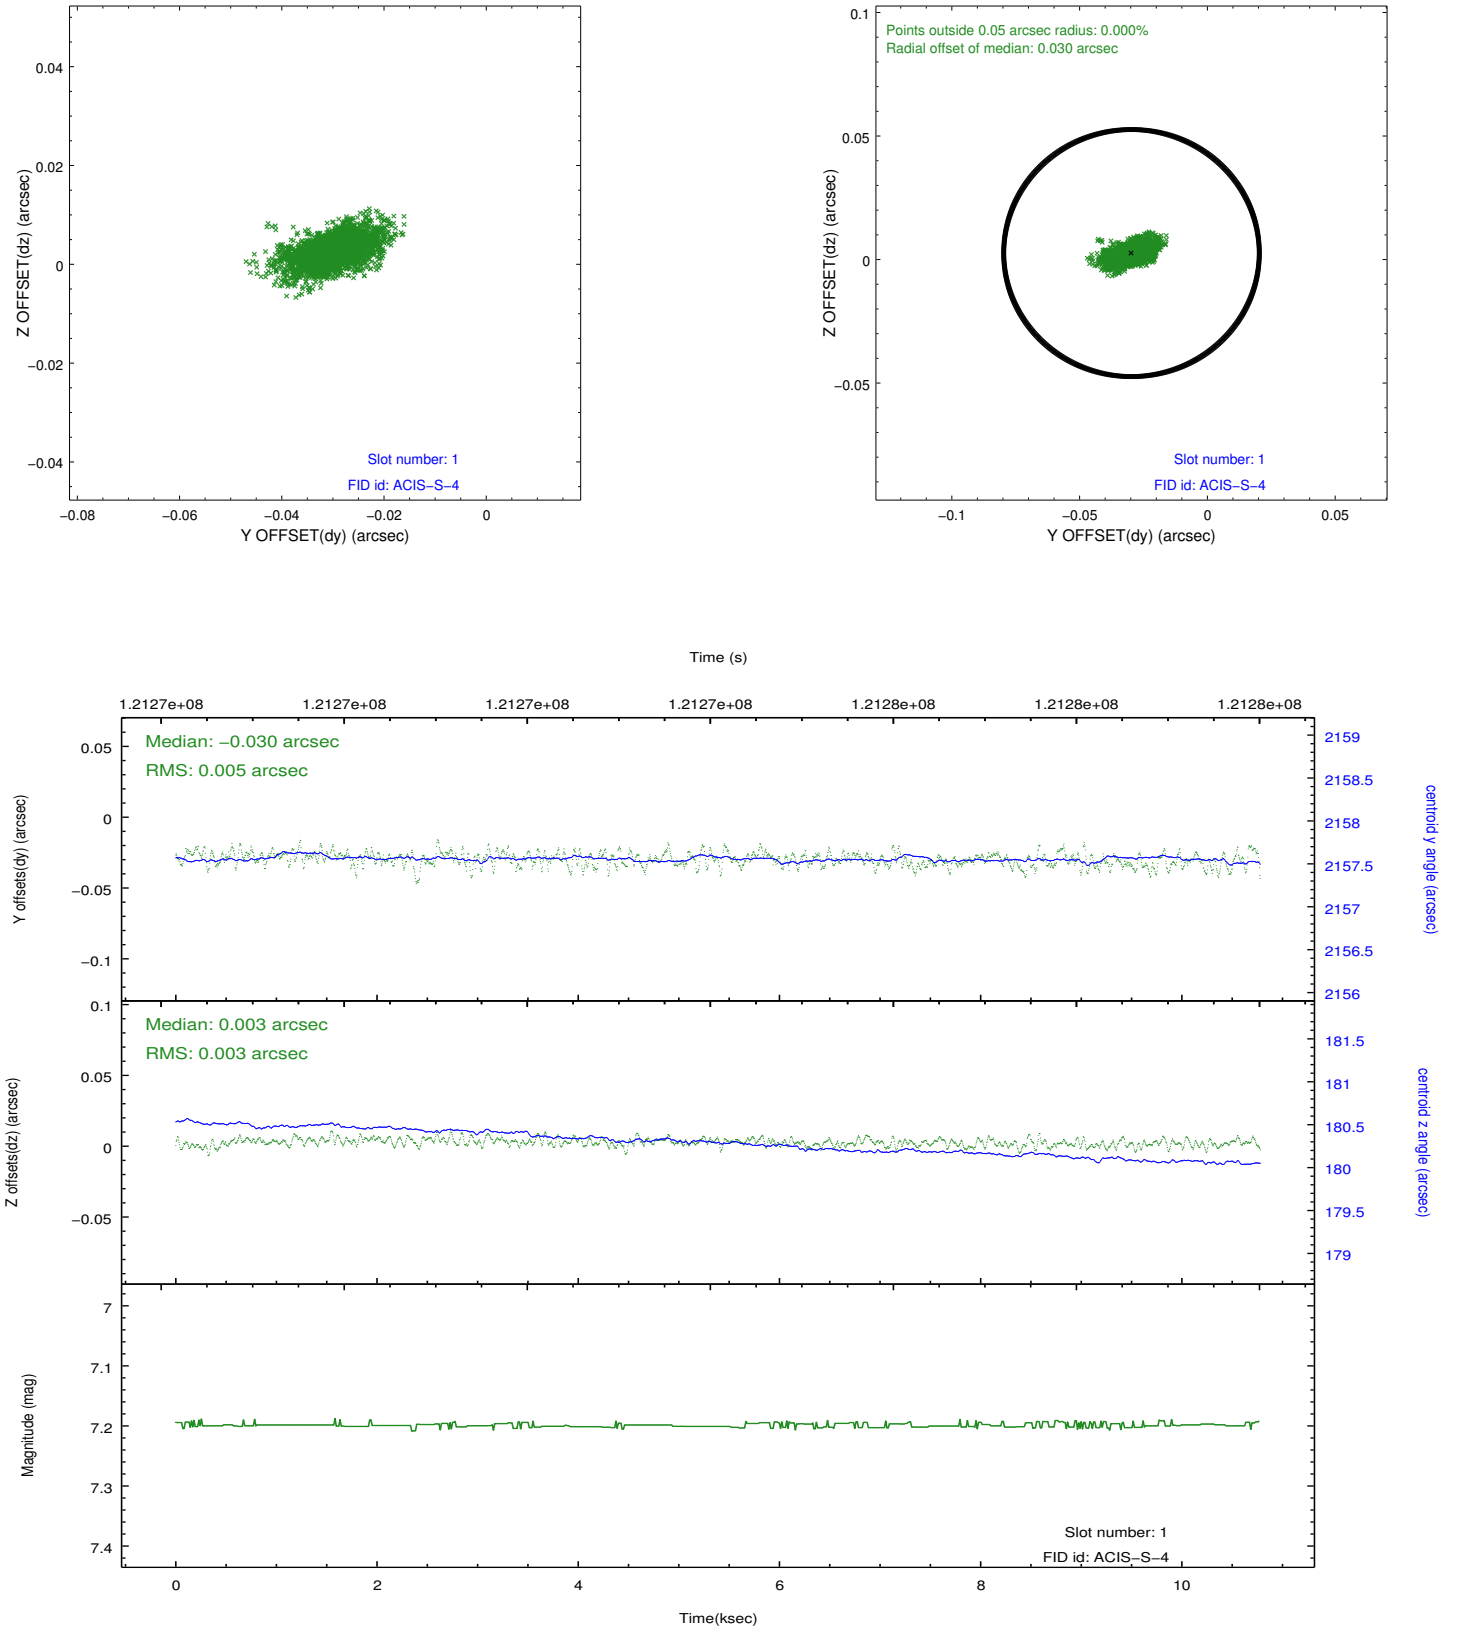 0.04
0.02
0
−0.02
−0.04
Z OFFSET(dz) (arcsec)
−0.08
−0.06
−0.04
−0.02
0
Y OFFSET(dy) (arcsec)
Slot number: 1
FID id: ACIS−S−4
Points outside 0.05 arcsec radius: 0.000%
Radial offset of median: 0.030 arcsec
0.1
0.05
0
−0.05
Z OFFSET(dz) (arcsec)
Slot number: 1
FID id: ACIS−S−4
−0.1
−0.05
0
0.05
Y OFFSET(dy) (arcsec)
Time (s)
1.2127e+08
1.2127e+08
1.2127e+08
1.2127e+08
1.2128e+08
1.2128e+08
1.2128e+08
Median: −0.030 arcsec
RMS: 0.005 arcsec
0.05
0
−0.05
−0.1
Y offsets(dy) (arcsec)
2159
2158.5
2158
2157.5
2157
2156.5
2156
centroid y angle (arcsec)
Median: 0.003 arcsec
RMS: 0.003 arcsec
0.1
0.05
0
−0.05
Z offsets(dz) (arcsec)
181.5
181
180.5
180
179.5
179
centroid z angle (arcsec)
7
7.1
7.2
7.3
7.4
Magnitude (mag)
Slot number: 1
FID id: ACIS−S−4
0
2
4
6
8
10
Time(ksec)